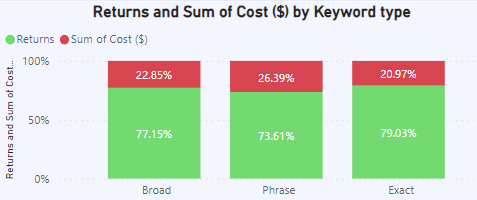 Returns and Sum of Cost ($) by Keyword type
Returns Sum of Cost ($)
Returns and Sum of Cost...
100%
50%
0%
22.85%
26.39%
20.97%
77.15%
73.61%
79.03%
Broad
Phrase
Exact